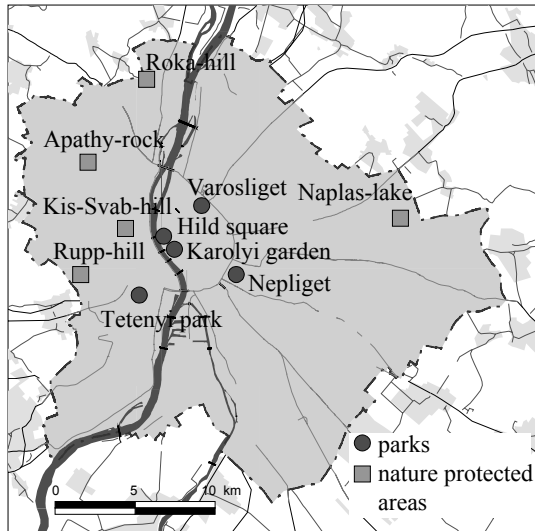 Roka-hill
Apathy-rock
Varosliget
Naplas-lake
Kis-Svab-hill
Hild square
Rupp-hill
Karolyi garden
Nepliget
Tetenyi park
parks
nature protected
areas
0 5 10 km